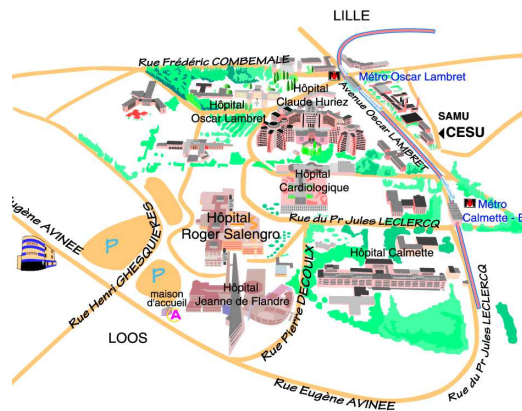 LILLE
Rue Frédéric COMBEMALE
M Métro Oscar Lambret
Hôpital
Claude Huriez
Hôpital
Oscar Lambret
Avenue Oscar LAMBRET
SAMU
CESU
Hôpital
Cardiologique
M Métro
Calmette - E
Rue du Pr Jules LECLERCQ
Eugène AVINEE
Hôpital
Roger Salengro
Hôpital Calmette
P
Rue Henri GHESQUIERES
P
maison
d'accueil
A
Hôpital
Jeanne de Flandre
Rue Pierre DECOULX
Rue du Pr Jules LECLERCQ
LOOS
Rue Eugène AVINEE